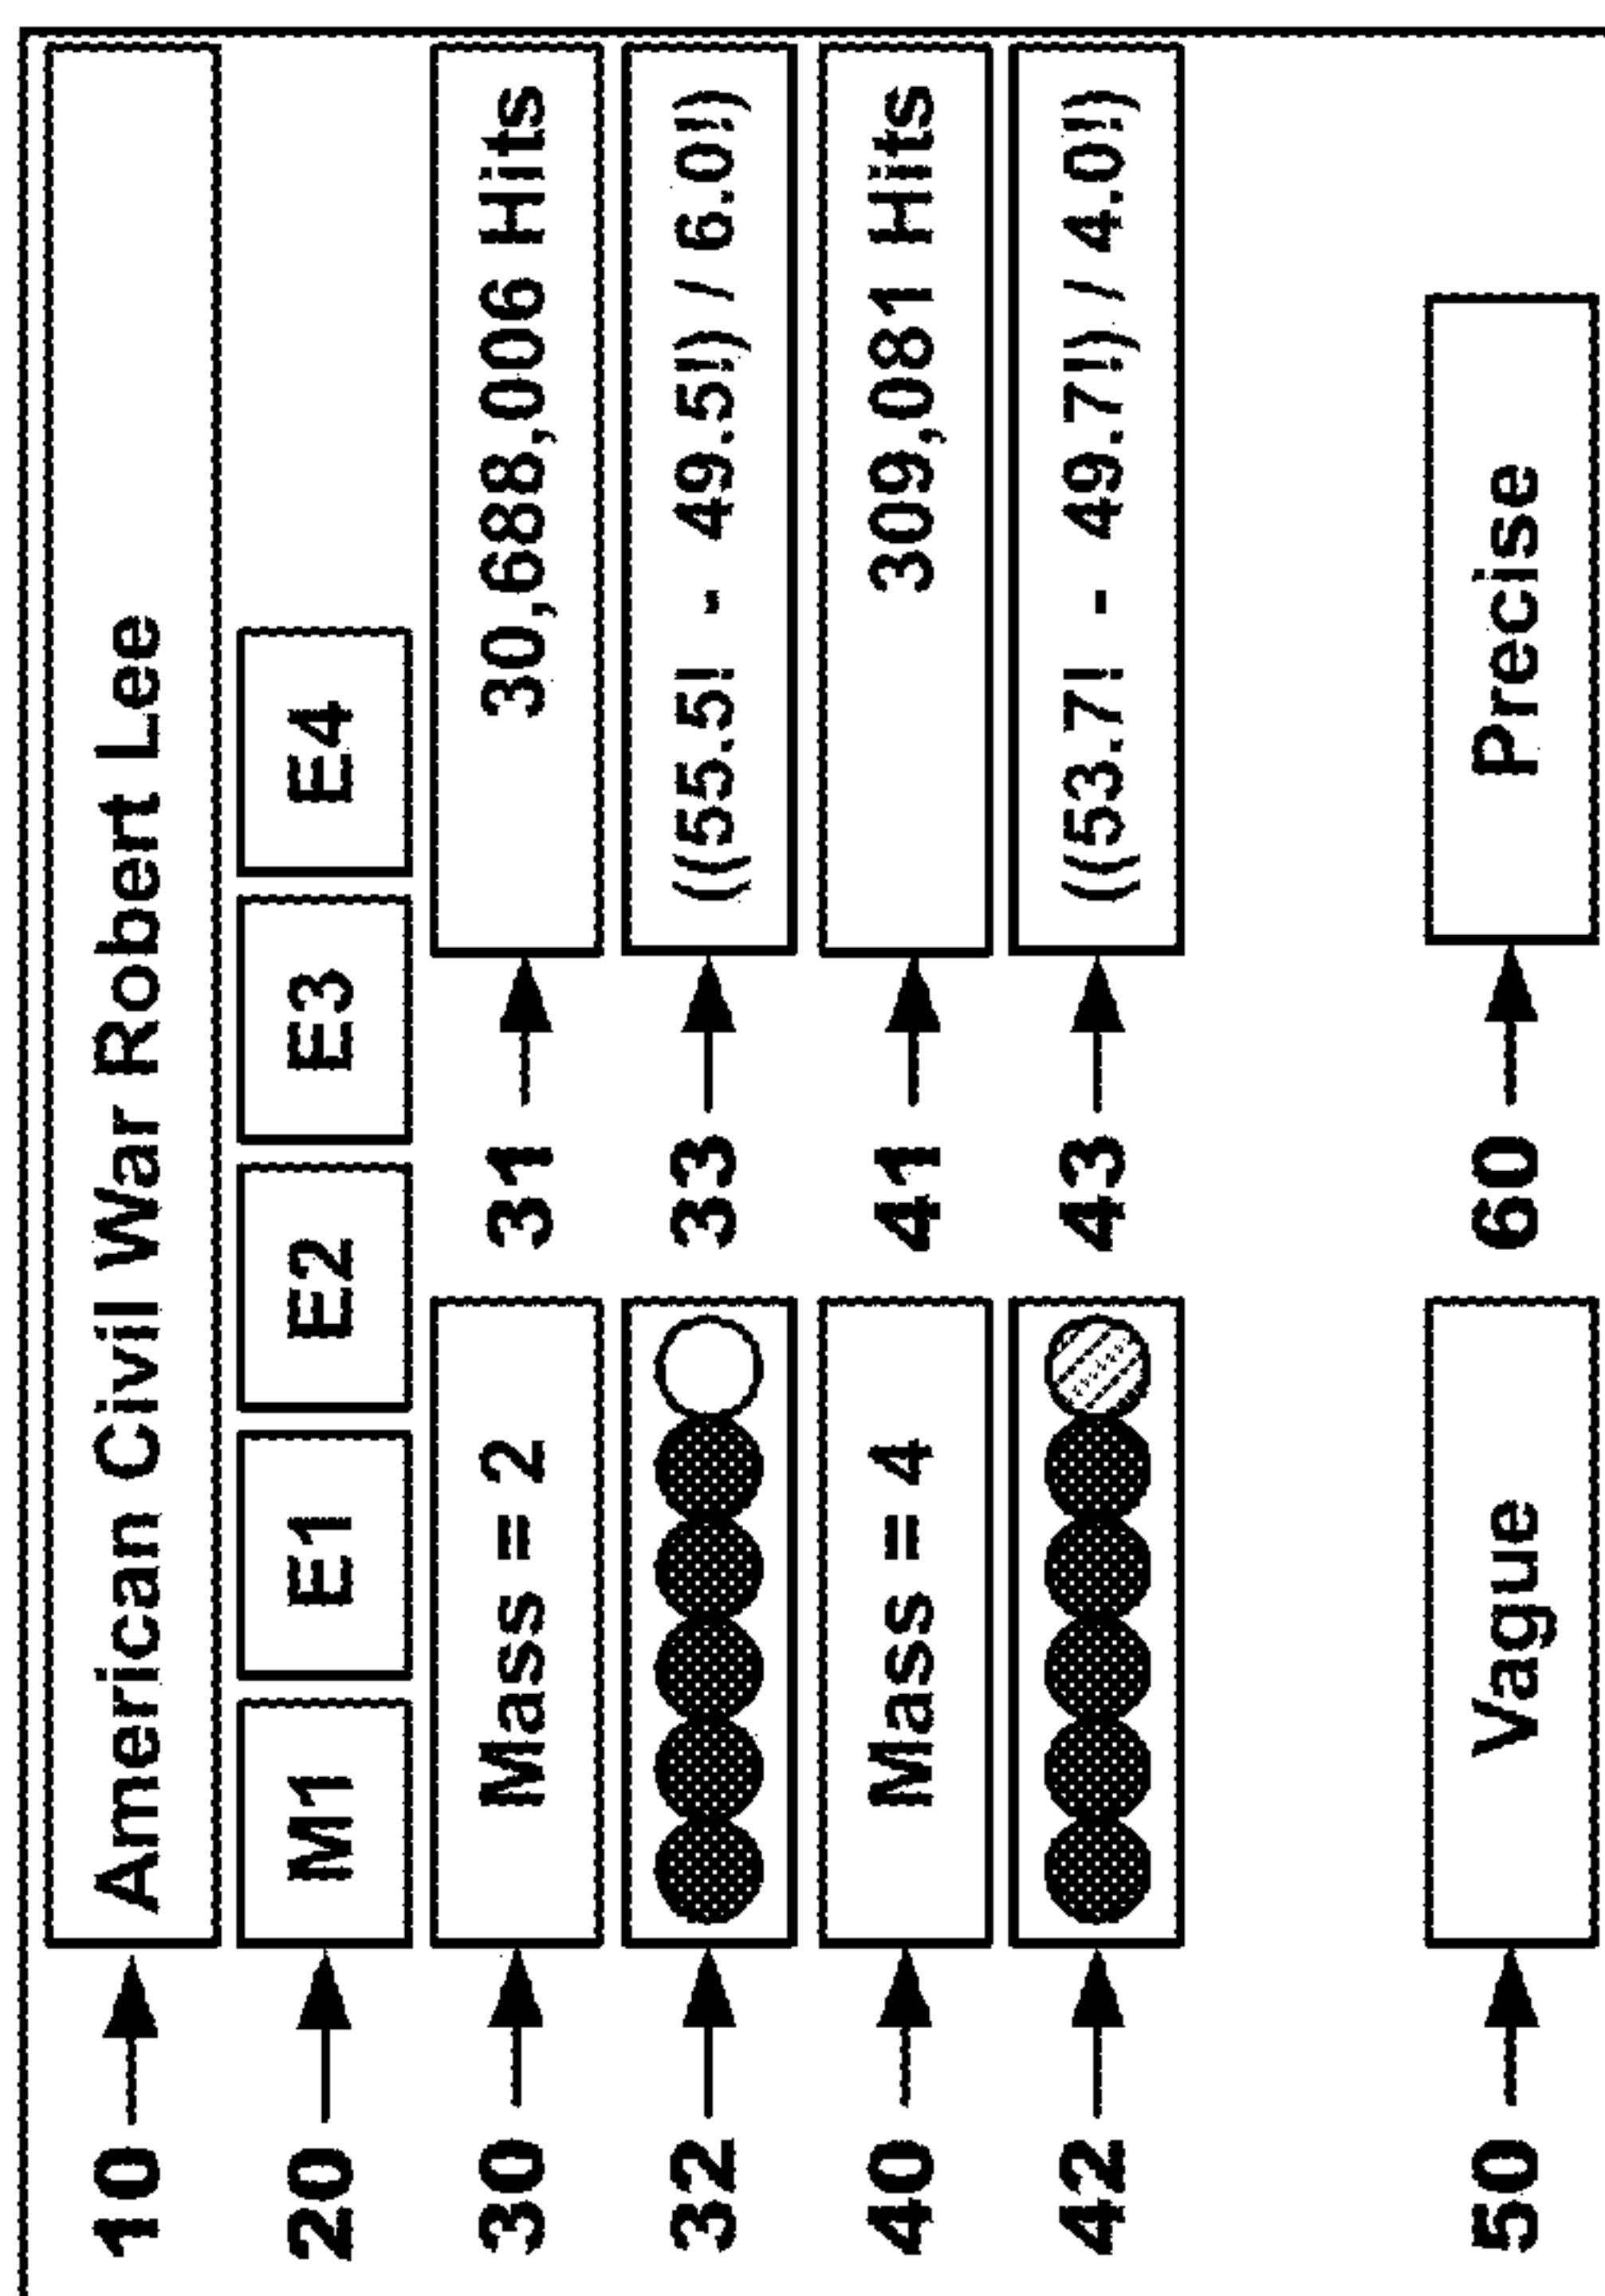 10 American Civil War Robert Lee
20 M1 E1 E2 E3 E4
30 Mass = 2 31 30,688,006 Hits
32 33 ((55.5! - 49.5!) / 6.0!)
40 Mass = 4 41 309,081 Hits
42 43 ((53.7! - 49.7!) / 4.0!)
50 Vague 60 Precise